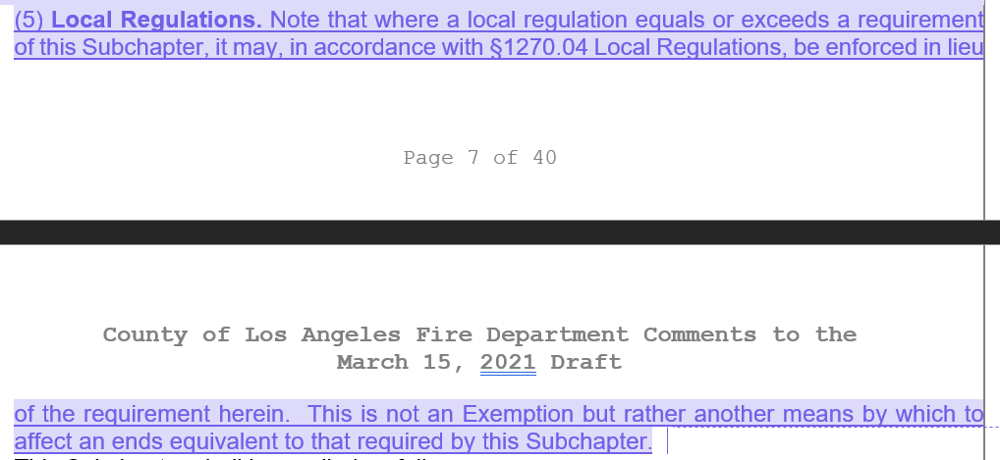 (5) Local Regulations. Note that where a local regulation equals or exceeds a requirement
of this Subchapter, it may, in accordance with §1270.04 Local Regulations, be enforced in lieu
Page 7 of 40
County of Los Angeles Fire Department Comments to the
March 15, 2021 Draft
of the requirement herein.  This is not an Exemption but rather another means by which to
affect an ends equivalent to that required by this Subchapter.